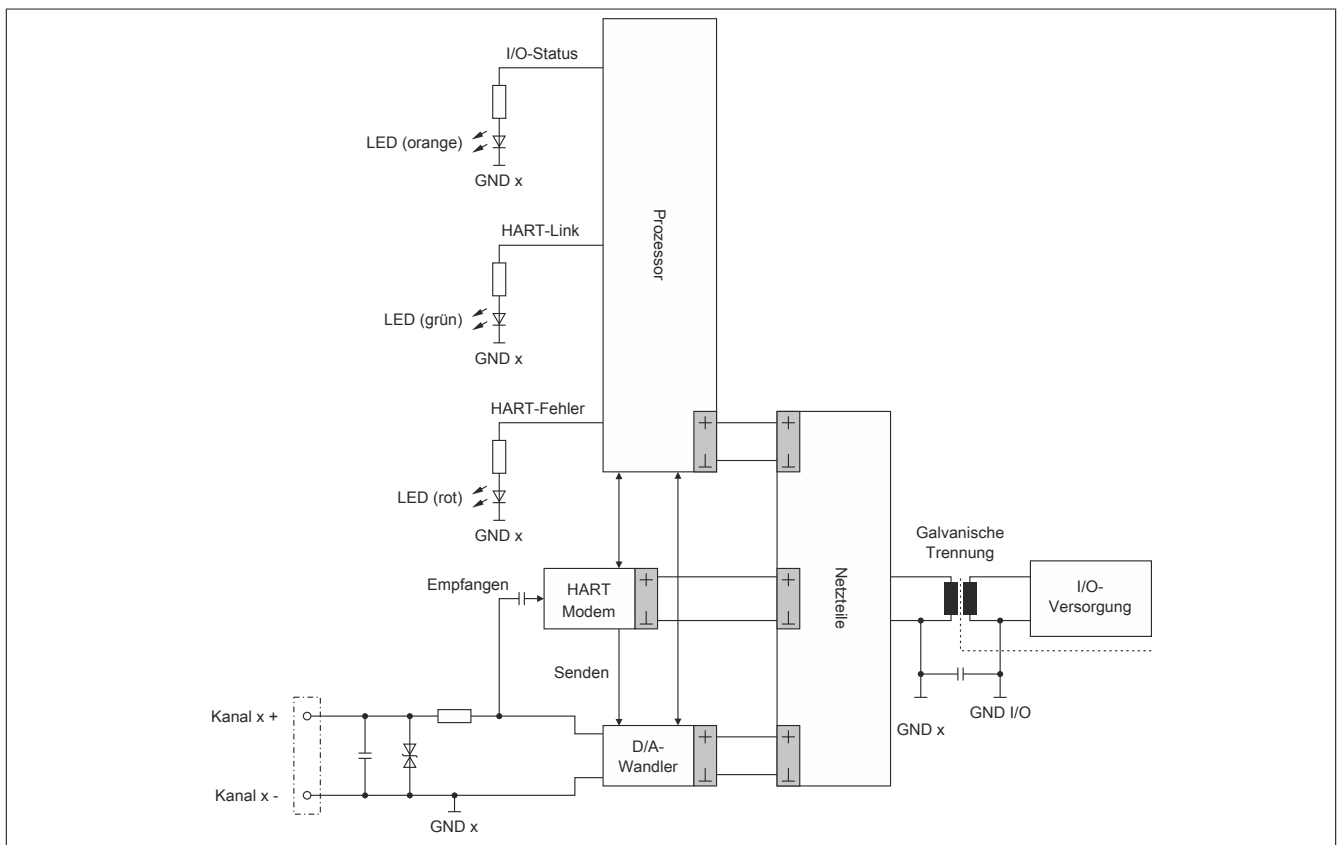 I/O-Status
LED (orange)
GND x
HART-Link
LED (grün)
GND x
HART-Fehler
LED (rot)
GND x
Prozessor
+
⊥
+
⊥
Netzteile
Galvanische
Trennung
I/O-
Versorgung
Empfangen
HART
Modem
+
⊥
+
⊥
Senden
GND x
GND I/O
Kanal x +
Kanal x -
GND x
D/A-
Wandler
+
⊥
+
⊥